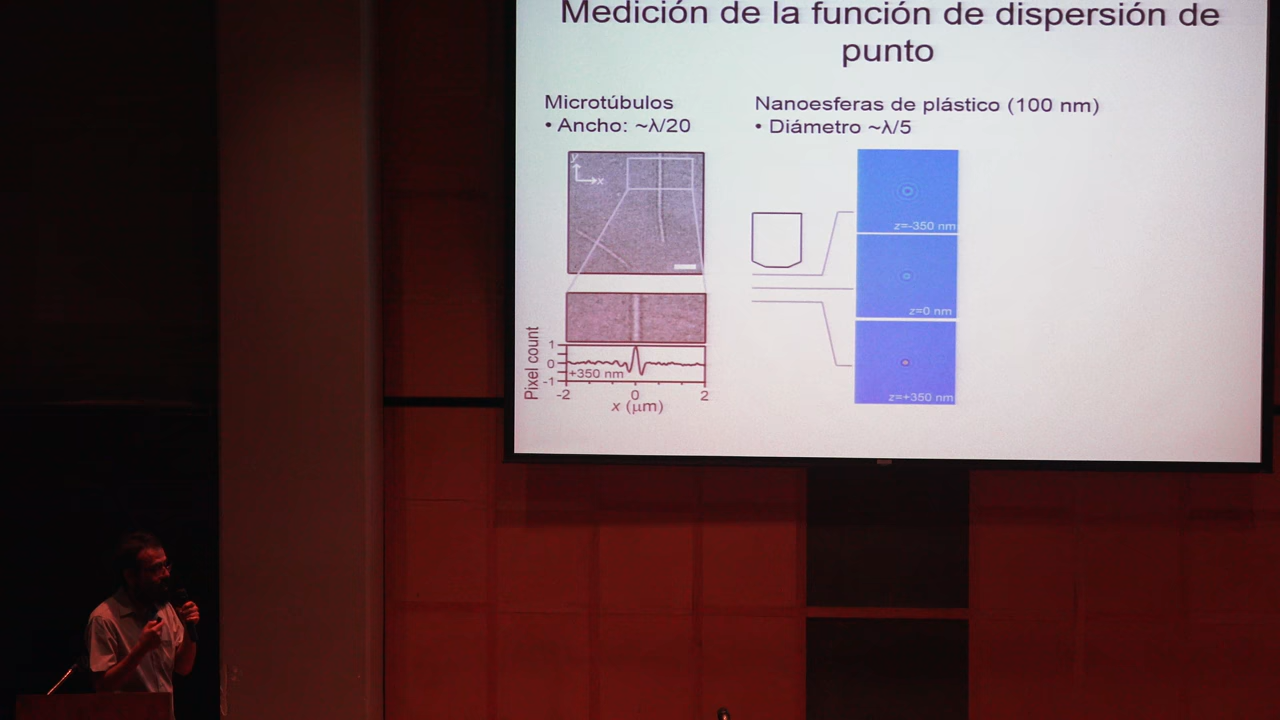 Medición de la función de dispersión de
punto
Microtúbulos
• Ancho: ~λ/20
Nanoesferas de plástico (100 nm)
• Diámetro ~λ/5
y
x
z=-350 nm
z=0 nm
z=+350 nm
Pixel count
1
0
-1
+350 nm
-2
0
2
x (μm)